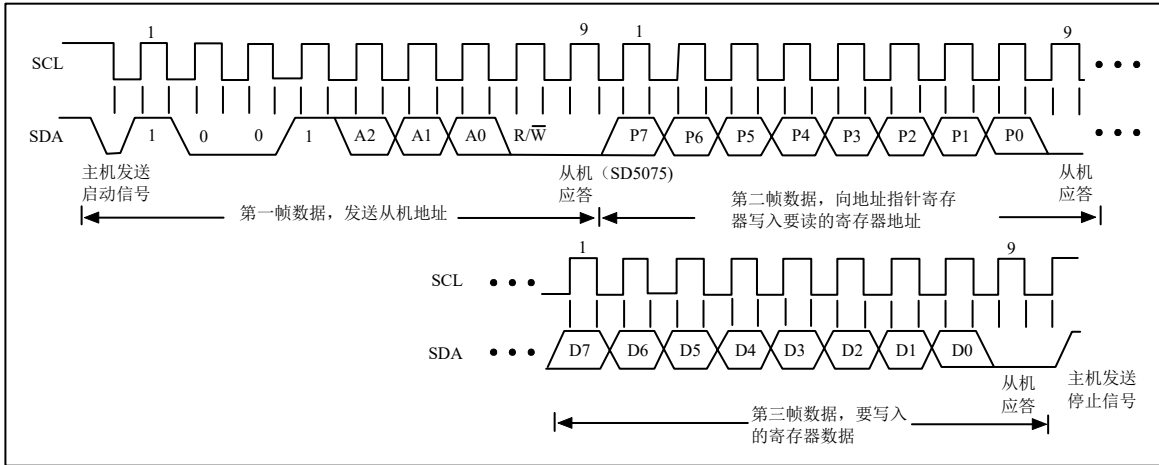 1 9 1 9
SCL
SDA 1 0 0 1 A2 A1 A0 R/W̅ P7 P6 P5 P4 P3 P2 P1 P0
主机发送
启动信号
从机(SD5075)
应答
从机
应答
第一帧数据,发送从机地址
第二帧数据,向地址指针寄存
器写入要读的寄存器地址
1 9
SCL
SDA D7 D6 D5 D4 D3 D2 D1 D0
从机
应答
主机发送
停止信号
第三帧数据,要写入
的寄存器数据